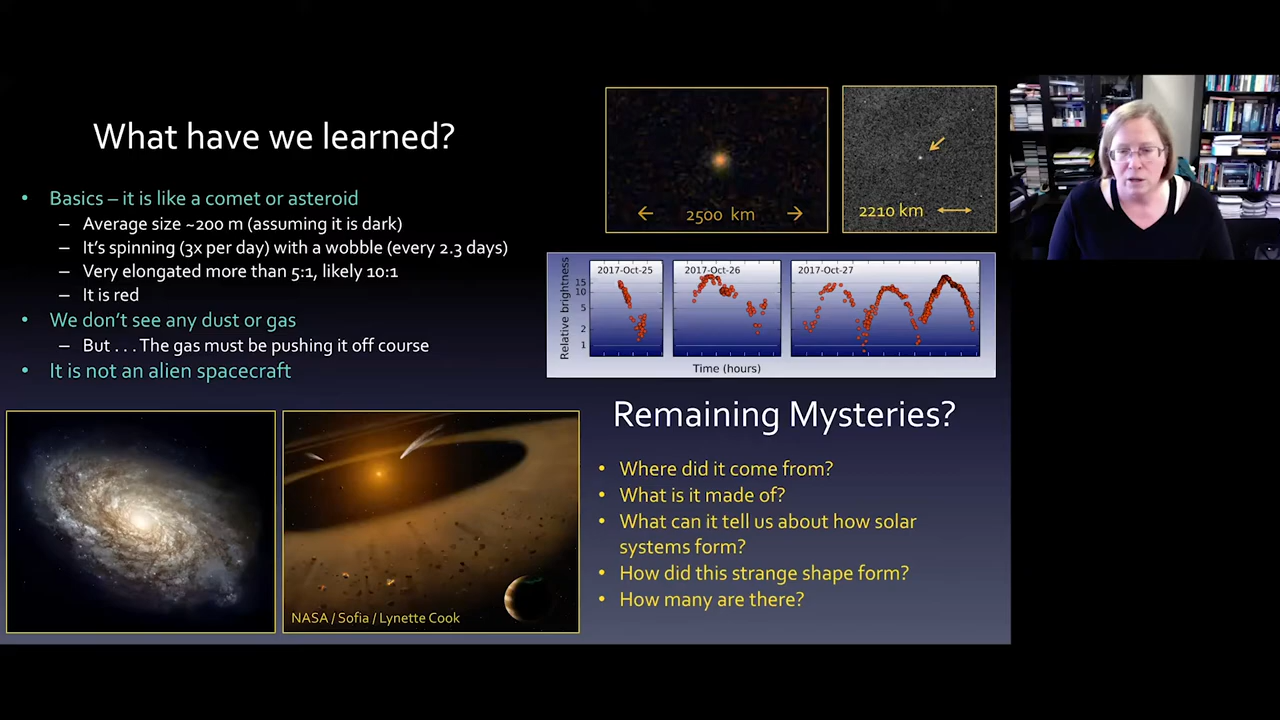 What have we learned?
• Basics – it is like a comet or asteroid
– Average size ~200 m (assuming it is dark)
– It's spinning (3x per day) with a wobble (every 2.3 days)
– Very elongated more than 5:1, likely 10:1
– It is red
• We don't see any dust or gas
– But . . . The gas must be pushing it off course
• It is not an alien spacecraft
2500 km
2210 km
Relative brightness
15
10
5
2
1
2017-Oct-25
2017-Oct-26
2017-Oct-27
Time (hours)
NASA / Sofia / Lynette Cook
Remaining Mysteries?
• Where did it come from?
• What is it made of?
• What can it tell us about how solar
systems form?
• How did this strange shape form?
• How many are there?